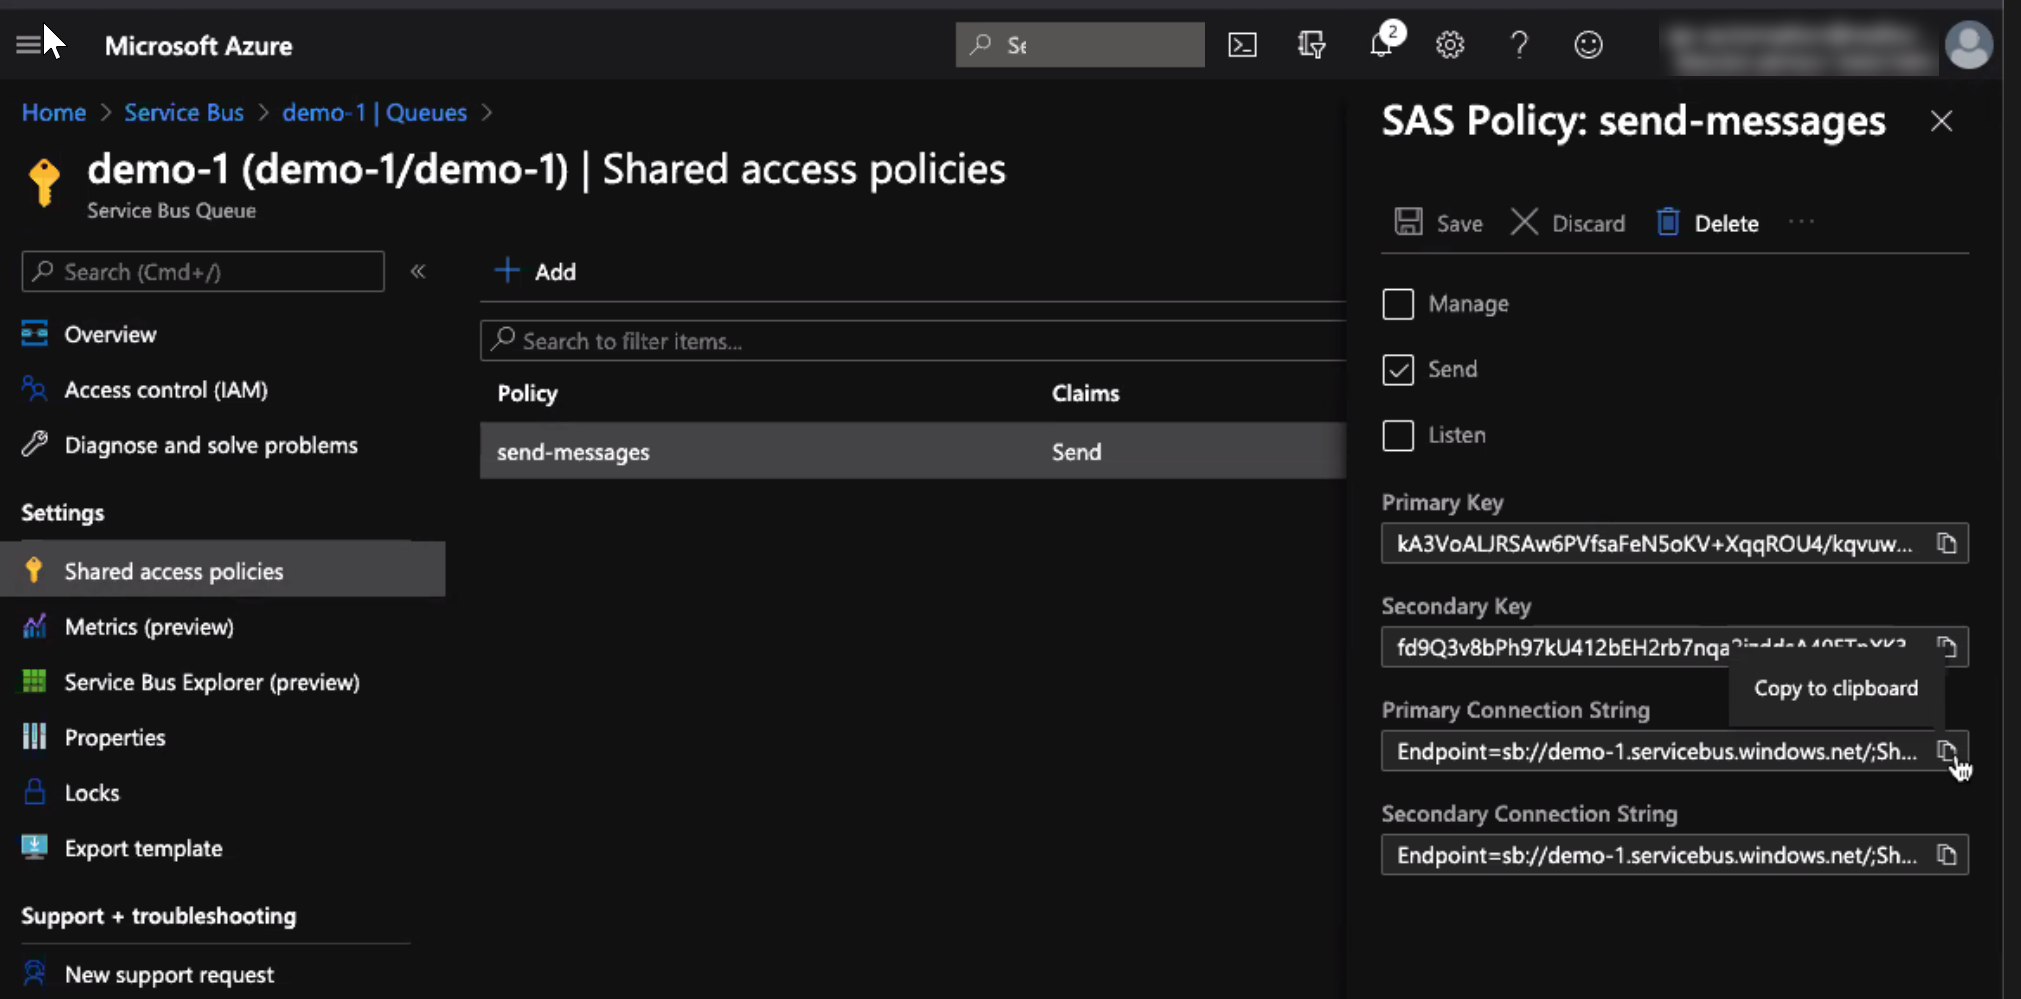 Microsoft Azure
Se
2
Home > Service Bus > demo-1 | Queues >
demo-1 (demo-1/demo-1) | Shared access policies
Service Bus Queue
Search (Cmd+/)
«
Overview
Access control (IAM)
Diagnose and solve problems
Settings
Shared access policies
Metrics (preview)
Service Bus Explorer (preview)
Properties
Locks
Export template
Support + troubleshooting
New support request
Add
Search to filter items...
Policy Claims
send-messages Send
SAS Policy: send-messages
Save Discard Delete ...
Manage
Send
Listen
Primary Key
kA3VoALJRSAw6PVfsaFeN5oKV+XqqROU4/kqvuw...
Secondary Key
fd9Q3v8bPh97kU412bEH2rb7nqa
Copy to clipboard
Primary Connection String
Endpoint=sb://demo-1.servicebus.windows.net/;Sh...
Secondary Connection String
Endpoint=sb://demo-1.servicebus.windows.net/;Sh...